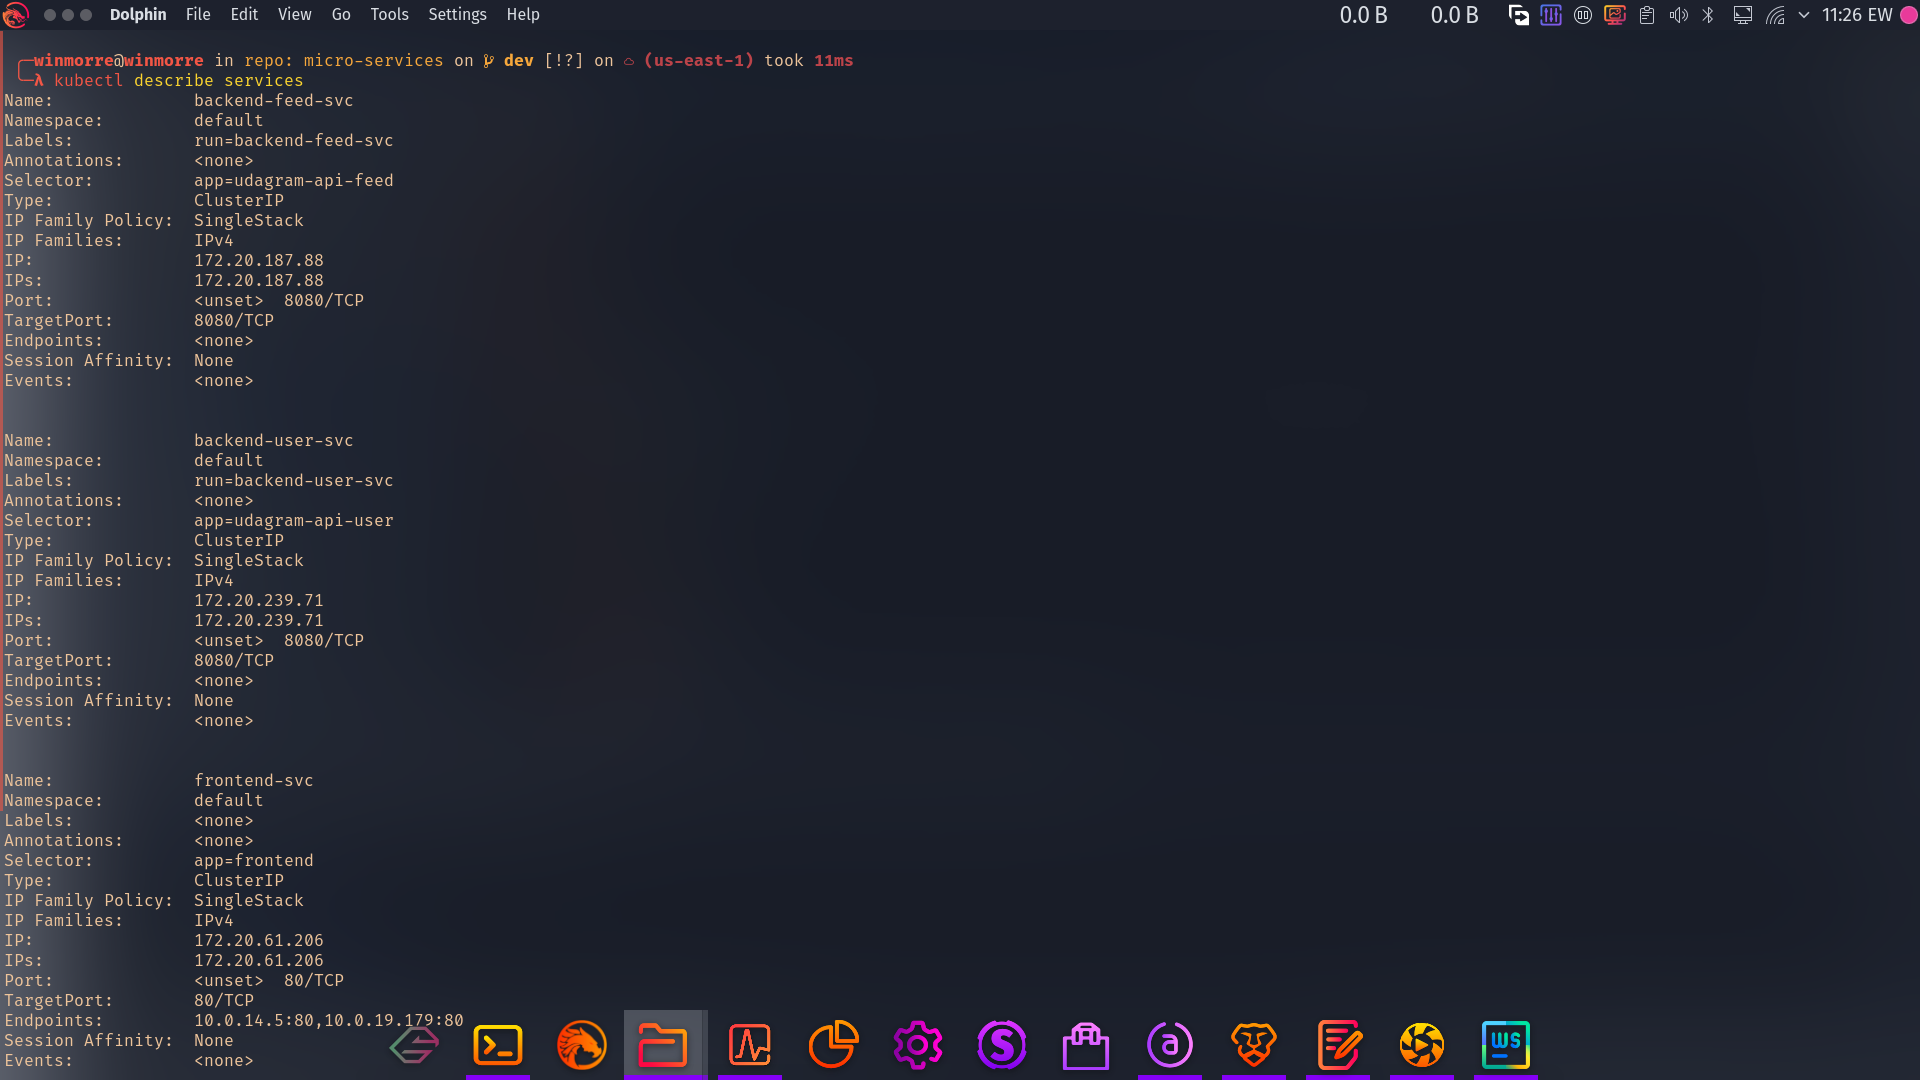 Dolphin File Edit View Go Tools Settings Help 0.0 B 0.0 B 11:26 EW
winmorre@winmorre in repo: micro-services on dev [!?] on (us-east-1) took 11ms
λ kubectl describe services
Name: backend-feed-svc
Namespace: default
Labels: run=backend-feed-svc
Annotations: <none>
Selector: app=udagram-api-feed
Type: ClusterIP
IP Family Policy: SingleStack
IP Families: IPv4
IP: 172.20.187.88
IPs: 172.20.187.88
Port: <unset> 8080/TCP
TargetPort: 8080/TCP
Endpoints: <none>
Session Affinity: None
Events: <none>
Name: backend-user-svc
Namespace: default
Labels: run=backend-user-svc
Annotations: <none>
Selector: app=udagram-api-user
Type: ClusterIP
IP Family Policy: SingleStack
IP Families: IPv4
IP: 172.20.239.71
IPs: 172.20.239.71
Port: <unset> 8080/TCP
TargetPort: 8080/TCP
Endpoints: <none>
Session Affinity: None
Events: <none>
Name: frontend-svc
Namespace: default
Labels: <none>
Annotations: <none>
Selector: app=frontend
Type: ClusterIP
IP Family Policy: SingleStack
IP Families: IPv4
IP: 172.20.61.206
IPs: 172.20.61.206
Port: <unset> 80/TCP
TargetPort: 80/TCP
Endpoints: 10.0.14.5:80,10.0.19.179:80
Session Affinity: None
Events: <none>
S
a
WS